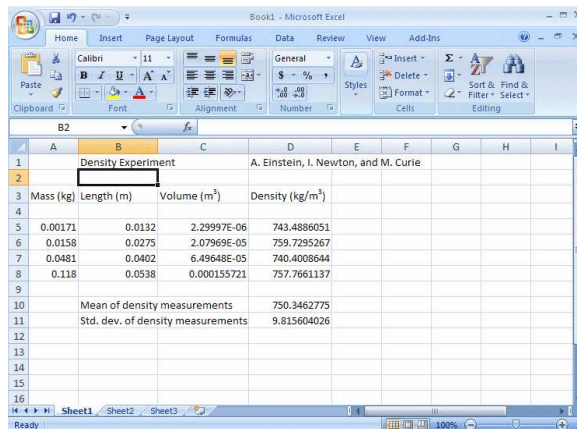 Book1 - Microsoft Excel
Home Insert Page Layout Formulas Data Review View Add-Ins
Paste
Clipboard
Calibri 11
B I U A A
A
Font
Alignment
General
$ % ,
.0 .00 .00 .0
Number
Styles
Insert
Delete
Format
Cells
Σ
Sort & Filter
Find & Select
Editing
B2 fx
A B C D E F G H I
1 Density Experiment A. Einstein, I. Newton, and M. Curie
2
3 Mass (kg) Length (m) Volume (m³) Density (kg/m³)
4
5 0.00171 0.0132 2.29997E-06 743.4886051
6 0.0158 0.0275 2.07969E-05 759.7295267
7 0.0481 0.0402 6.49648E-05 740.4008644
8 0.118 0.0538 0.000155721 757.7661137
9
10 Mean of density measurements 750.3462775
11 Std. dev. of density measurements 9.815604026
12
13
14
15
16
Sheet1 Sheet2 Sheet3
Ready 100%